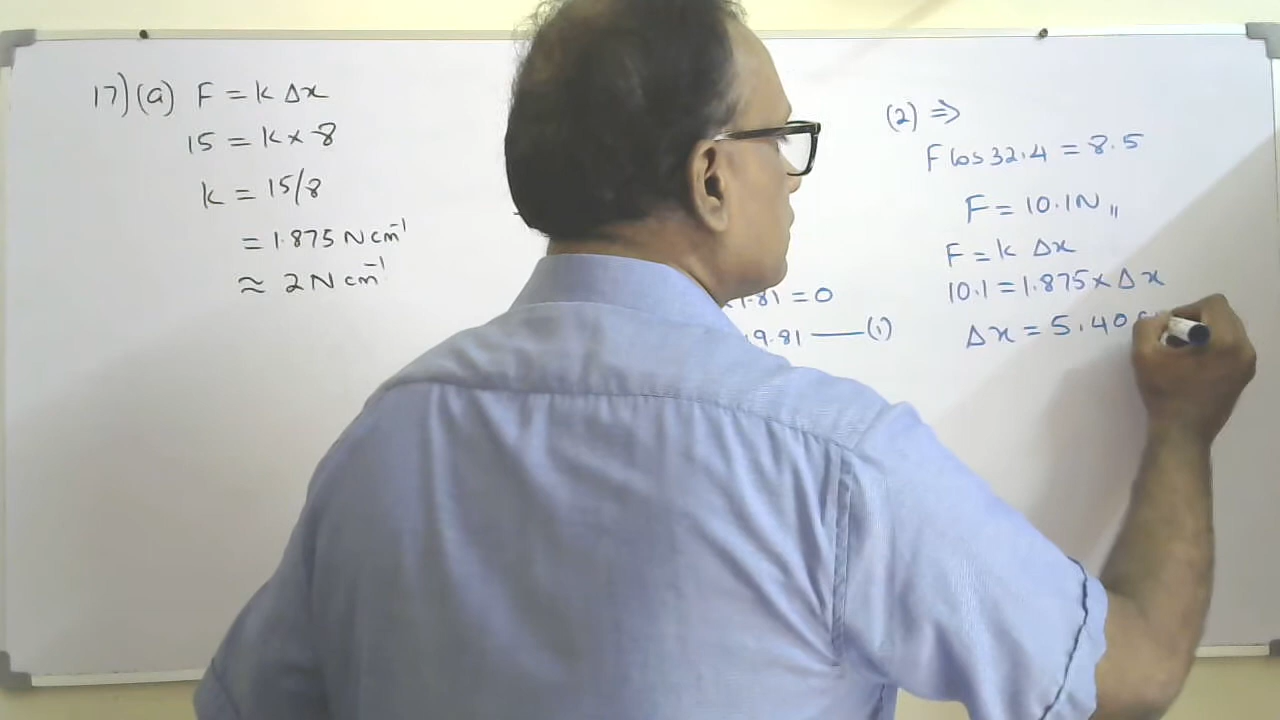 17)(a) F = k Δx
15 = k × 8
k = 15/8
= 1.875 N cm⁻¹
≈ 2 N cm⁻¹
.81 = 0
9.81 —— (1)
(2) ⇒
F cos 32.4 = 8.5
F = 10.1 N //
F = k Δx
10.1 = 1.875 × Δx
Δx = 5.40